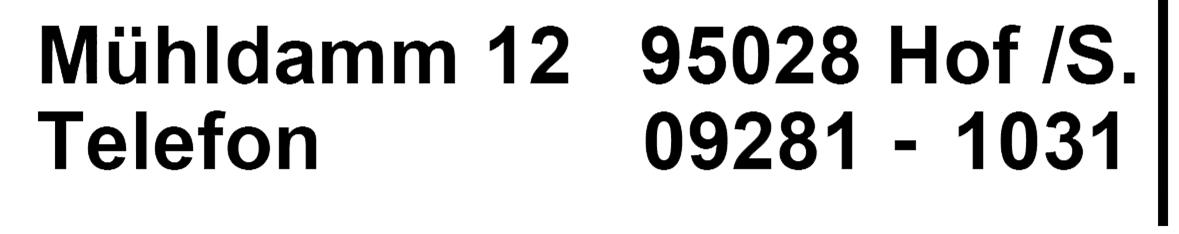 Mühldamm 12 95028 Hof /S.
Telefon 09281 - 1031